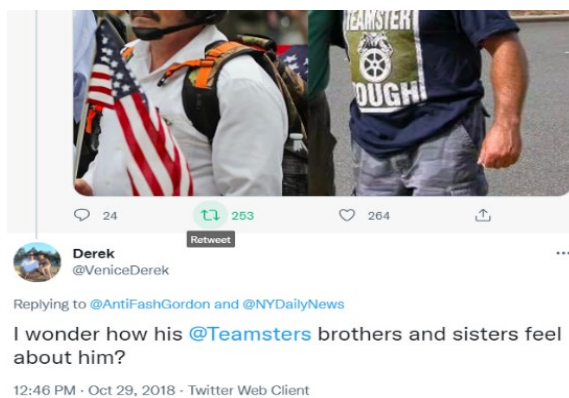 TEAMSTER
OUGH!
24
253
264
Retweet
Derek
@VeniceDerek
...
Replying to @AntiFashGordon and @NYDailyNews
I wonder how his @Teamsters brothers and sisters feel
about him?
12:46 PM · Oct 29, 2018 · Twitter Web Client